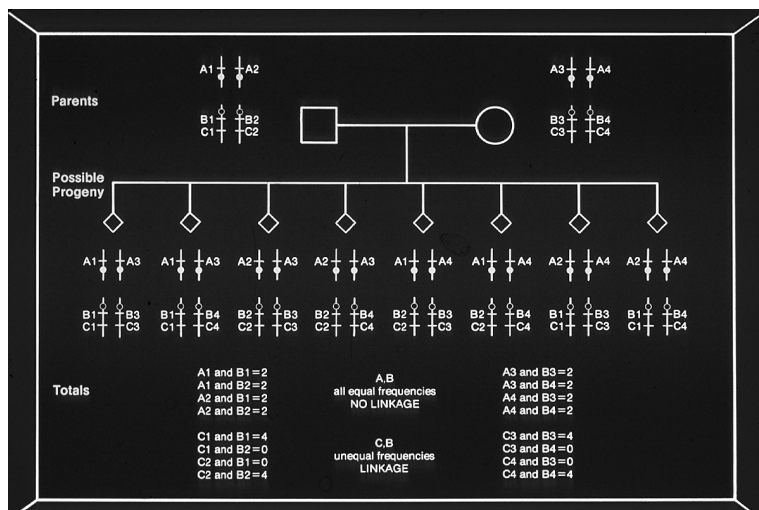 A1 A2 A3 A4
Parents
B1 B2 B3 B4
C1 C2 C3 C4
Possible
Progeny
A1 A3 A1 A3 A2 A3 A2 A3 A1 A4 A1 A4 A2 A4 A2 A4
B1 B3 B1 B4 B2 B3 B2 B4 B2 B3 B2 B4 B1 B3 B1 B4
C1 C3 C1 C4 C2 C3 C2 C4 C2 C3 C2 C4 C1 C3 C1 C4
Totals
A1 and B1=2
A1 and B2=2
A2 and B1=2
A2 and B2=2
A,B
all equal frequencies
NO LINKAGE
A3 and B3=2
A3 and B4=2
A4 and B3=2
A4 and B4=2
C1 and B1=4
C1 and B2=0
C2 and B1=0
C2 and B2=4
C,B
unequal frequencies
LINKAGE
C3 and B3=4
C3 and B4=0
C4 and B3=0
C4 and B4=4